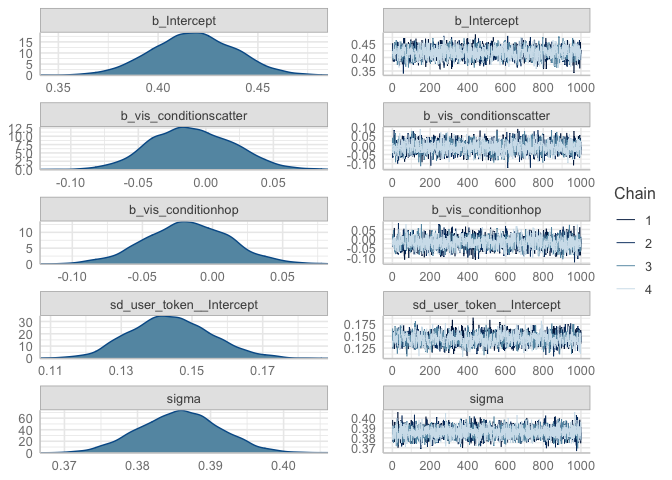 b_Intercept
15
10
5
0
0.35 0.40 0.45
b_Intercept
0.45
0.40
0.35
0 200 400 600 800 1000
b_vis_conditionscatter
12.5
10.0
7.5
5.0
2.5
0.0
-0.10 -0.05 0.00 0.05
b_vis_conditionscatter
0.10
0.05
0.00
-0.05
-0.10
0 200 400 600 800 1000
b_vis_conditionhop
10
5
0
-0.10 -0.05 0.00 0.05
b_vis_conditionhop
0.05
0.00
-0.05
-0.10
0 200 400 600 800 1000
sd_user_token__Intercept
30
20
10
0
0.11 0.13 0.15 0.17
sd_user_token__Intercept
0.175
0.150
0.125
0 200 400 600 800 1000
sigma
60
40
20
0
0.37 0.38 0.39 0.40
sigma
0.40
0.39
0.38
0.37
0 200 400 600 800 1000
Chain
1
2
3
4